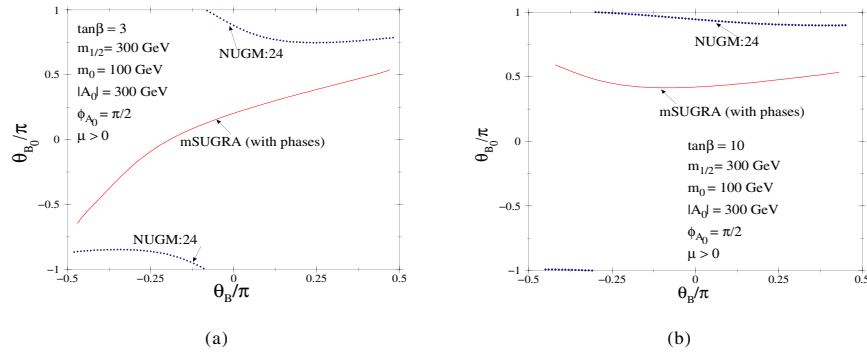 tanβ = 3
m1/2 = 300 GeV
m0 = 100 GeV
|A0| = 300 GeV
ϕA0 = π/2
μ > 0
NUGM:24
mSUGRA (with phases)
NUGM:24
1
0.5
0
−0.5
−1
−0.5 −0.25 0 0.25 0.5
θB0/π
θB/π
(a)
NUGM:24
mSUGRA (with phases)
tanβ = 10
m1/2 = 300 GeV
m0 = 100 GeV
|A0| = 300 GeV
ϕA0 = π/2
μ > 0
1
0.5
0
−0.5
−1
−0.5 −0.25 0 0.25 0.5
θB0/π
θB/π
(b)